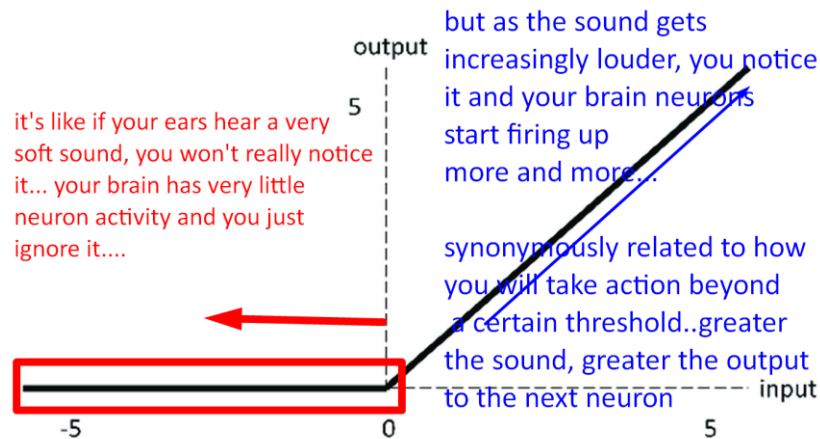 output
5
it's like if your ears hear a very
soft sound, you won't really notice
it... your brain has very little
neuron activity and you just
ignore it....
but as the sound gets
increasingly louder, you notice
it and your brain neurons
start firing up
more and more...
synonymously related to how
you will take action beyond
a certain threshold..greater
the sound, greater the output
to the next neuron
input
-5
0
5